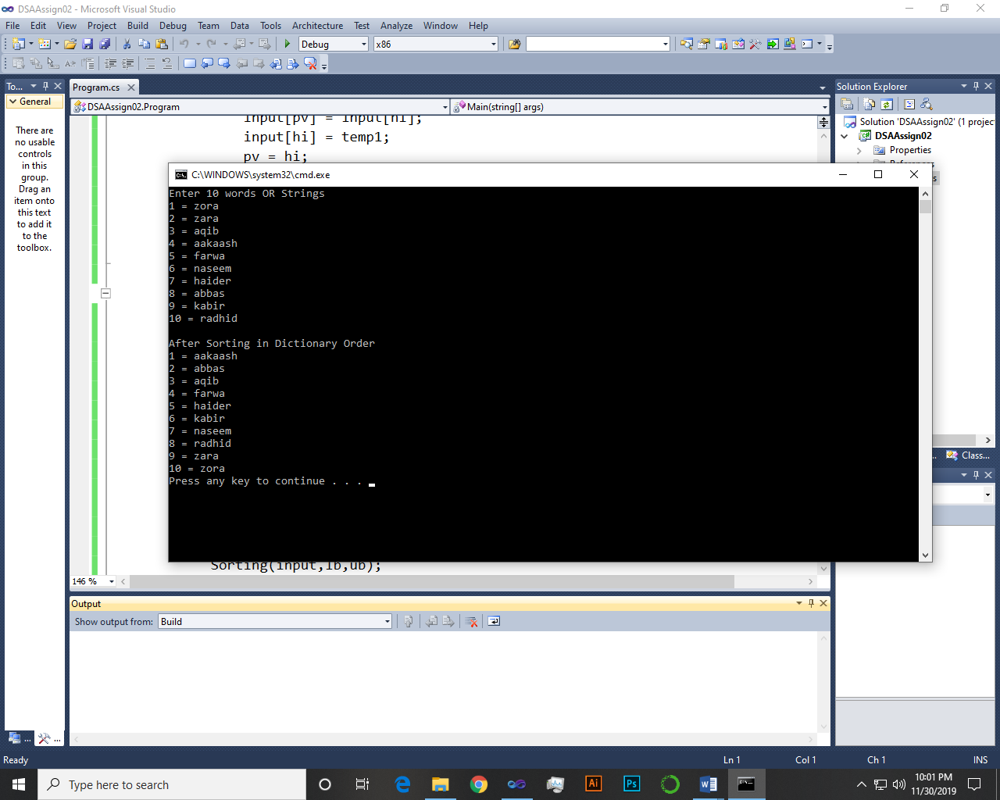 DSAAssign02 - Microsoft Visual Studio
File Edit View Project Build Debug Team Data Tools Architecture Test Analyze Window Help
Debug x86
To... Program.cs Solution Explorer
General DSAAssign02.Program Main(string[] args)
There are
no usable
controls
in this
group.
Drag an
item onto
this text
to add it
to the
toolbox.
input[pv] = input[hi];
input[hi] = temp1;
pv = hi;
Solution 'DSAAssign02' (1 projec
DSAAssign02
Properties
C:\WINDOWS\system32\cmd.exe
Enter 10 words OR Strings
1 = zora
2 = zara
3 = aqib
4 = aakaash
5 = farwa
6 = naseem
7 = haider
8 = abbas
9 = kabir
10 = radhid
After Sorting in Dictionary Order
1 = aakaash
2 = abbas
3 = aqib
4 = farwa
5 = haider
6 = kabir
7 = naseem
8 = radhid
9 = zara
10 = zora
Press any key to continue . . .
Class...
Sorting(input,lb,ub);
146 %
Output
Show output from: Build
... ...
Ready Ln 1 Col 1 Ch 1 INS
Type here to search
Ai Ps
10:01 PM
11/30/2019